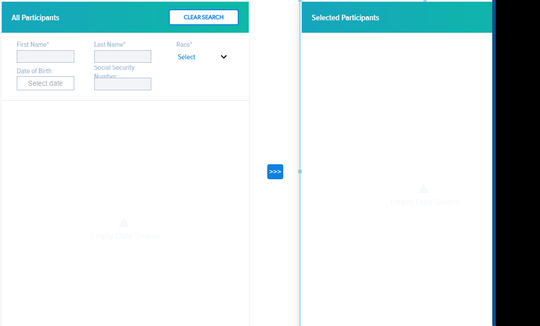 All Participants
CLEAR SEARCH
First Name*
Last Name*
Race*
Select
Date of Birth
Select date
Social Security
Number
>>>
Selected Participants
Empty Data Source
Empty Data Source